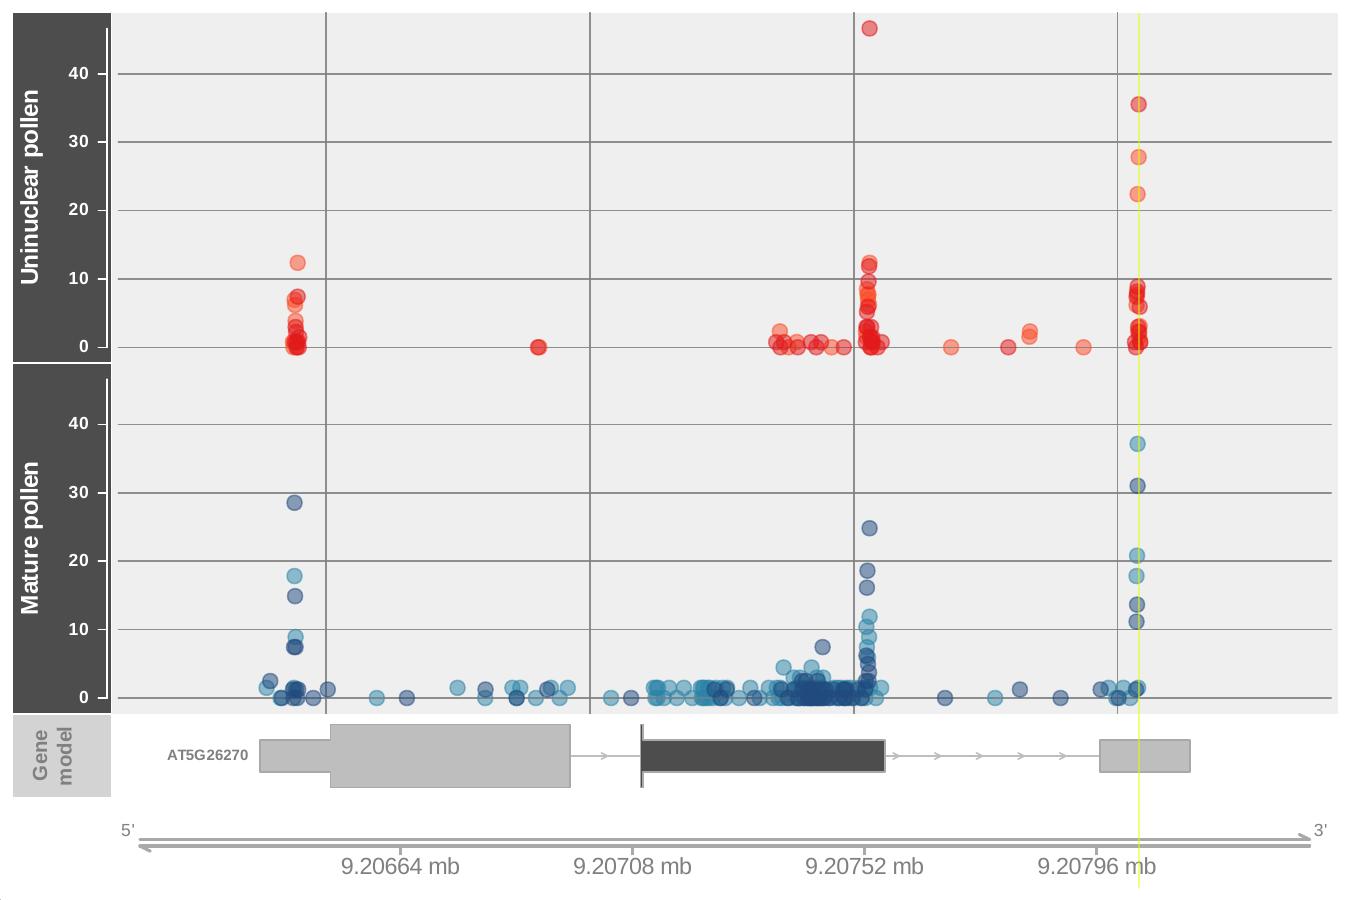 Uninuclear pollen
40
30
20
10
0
Mature pollen
40
30
20
10
0
Gene
model
AT5G26270
5'
3'
9.20664 mb
9.20708 mb
9.20752 mb
9.20796 mb